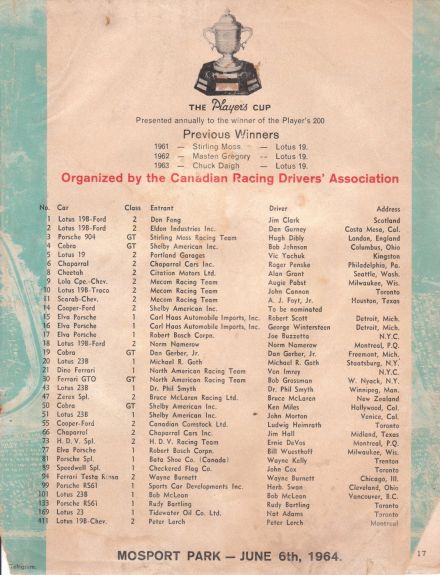 THE Player's CUP
Presented annually to the winner of the Player's 200
Previous Winners
1961 — Stirling Moss — Lotus 19.
1962 — Masten Gregory — Lotus 19.
1963 — Chuck Daigh — Lotus 19.
Organized by the Canadian Racing Drivers' Association
No. Car Class Entrant Driver Address
1 Lotus 19B-Ford 2 Don Fong Jim Clark Scotland
2 Lotus 19B-Ford 2 Eldon Industries Inc. Dan Gurney Costa Mesa, Cal.
3 Porsche 904 GT Stirling Moss Racing Team Hugh Dibly London, England
4 Cobra GT Shelby American Inc. Bob Johnson Columbus, Ohio
5 Lotus 19 2 Portland Garages Vic Yachuk Kingston
6 Chaparral 2 Chaparral Cars Inc. Roger Penske Philadelphia, Pa.
8 Cheetah 2 Citation Motors Ltd. Alan Grant Seattle, Wash.
9 Lola Cpe.-Chev. 2 Mecom Racing Team Augie Pabst Milwaukee, Wis.
10 Lotus 19B-Traco 2 Mecom Racing Team John Cannon Toronto
11 Scarab-Chev. 2 Mecom Racing Team A. J. Foyt, Jr. Houston, Texas
14 Cooper-Ford 2 Shelby American Inc. To be nominated
15 Elva Porsche 1 Carl Haas Automobile Imports, Inc. Robert Scott Detroit, Mich.
16 Elva Porsche 1 Carl Haas Automobile Imports, Inc. George Wintersteen Detroit, Mich.
17 Elva Porsche 1 Robert Bosch Corp. Joe Buzzetta N.Y.C.
18 Lotus 19B-Ford 2 Norm Namerow Norm Namerow Montreal, P.Q.
19 Cobra GT Dan Gerber, Jr. Dan Gerber, Jr. Freemont, Mich.
20 Lotus 23B 1 Michael R. Goth Michael R. Goth Staatsburg, N.Y.
21 Dino Ferrari 1 North American Racing Team Von Imrey N.Y.C.
30 Ferrari GTO GT North American Racing Team Bob Grossman W. Nyack, N.Y.
43 Lotus 23B 1 Dr. Phil Smyth Dr. Phil Smyth Winnipeg, Man.
47 Zerex Spl. 2 Bruce McLaren Racing Ltd. Bruce McLaren New Zealand
50 Cobra GT Shelby American Inc. Ken Miles Hollywood, Cal.
51 Lotus 23B 1 Shelby American Inc. John Morton Venice, Cal.
55 Cooper-Ford 2 Canadian Comstock Ltd. Ludwig Heimrath Toronto
66 Chaparral 2 Chaparral Cars Inc. Jim Hall Midland, Texas
73 H. D. V. Spl. 2 H. D. V. Racing Team Ernie DeVos Montreal, P.Q.
77 Elva Porsche 1 Robert Bosch Corpn. Bill Wuesthoff Milwaukee, Wis.
81 Porsche Spl. 1 Bata Shoe Co. (Canada) Wayne Kelly Trenton
89 Speedwell Spl. 1 Checkered Flag Co. John Cox Toronto
94 Ferrari Testa Rossa 2 Wayne Burnett Wayne Burnett Chicago, Ill.
99 Porsche RS61 1 Sports Car Developments Inc. Herb. Swan Cleveland, Ohio
101 Lotus 23B 1 Bob McLean Bob McLean Vancouver, B.C.
133 Porsche RS61 1 Rudy Bartling Rudy Bartling Toronto
169 Lotus 23 1 Tidewater Oil Co. Ltd. Nat Adams Toronto
411 Lotus 19B-Chev. 2 Peter Lerch Peter Lerch Montreal
17
MOSPORT PARK — JUNE 6th, 1964.